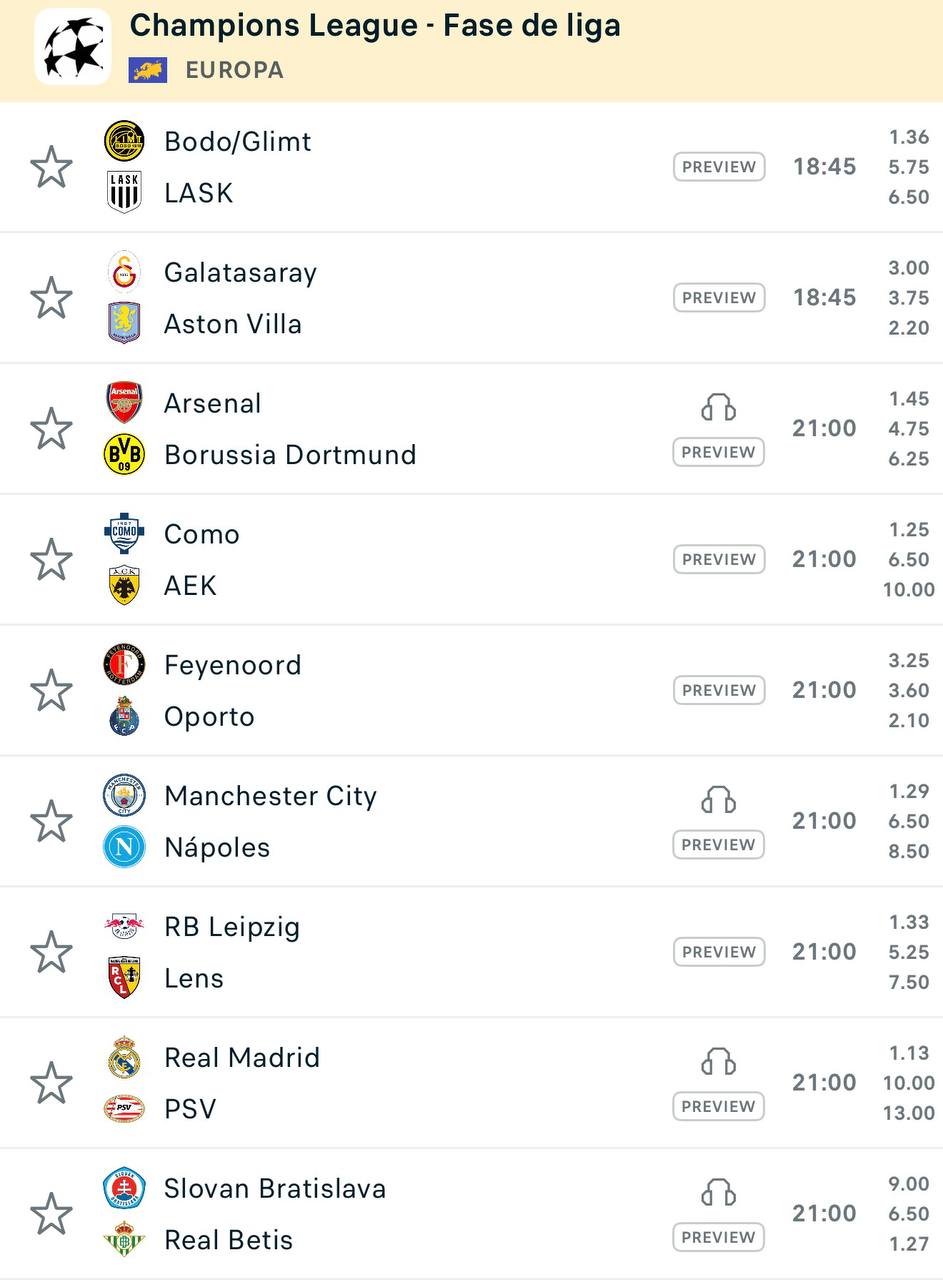 Champions League - Fase de liga
EUROPA
Bodo/Glimt
LASK
PREVIEW
18:45
1.36
5.75
6.50
Galatasaray
Aston Villa
PREVIEW
18:45
3.00
3.75
2.20
Arsenal
Borussia Dortmund
PREVIEW
21:00
1.45
4.75
6.25
Como
AEK
PREVIEW
21:00
1.25
6.50
10.00
Feyenoord
Oporto
PREVIEW
21:00
3.25
3.60
2.10
Manchester City
Nápoles
PREVIEW
21:00
1.29
6.50
8.50
RB Leipzig
Lens
PREVIEW
21:00
1.33
5.25
7.50
Real Madrid
PSV
PREVIEW
21:00
1.13
10.00
13.00
Slovan Bratislava
Real Betis
PREVIEW
21:00
9.00
6.50
1.27